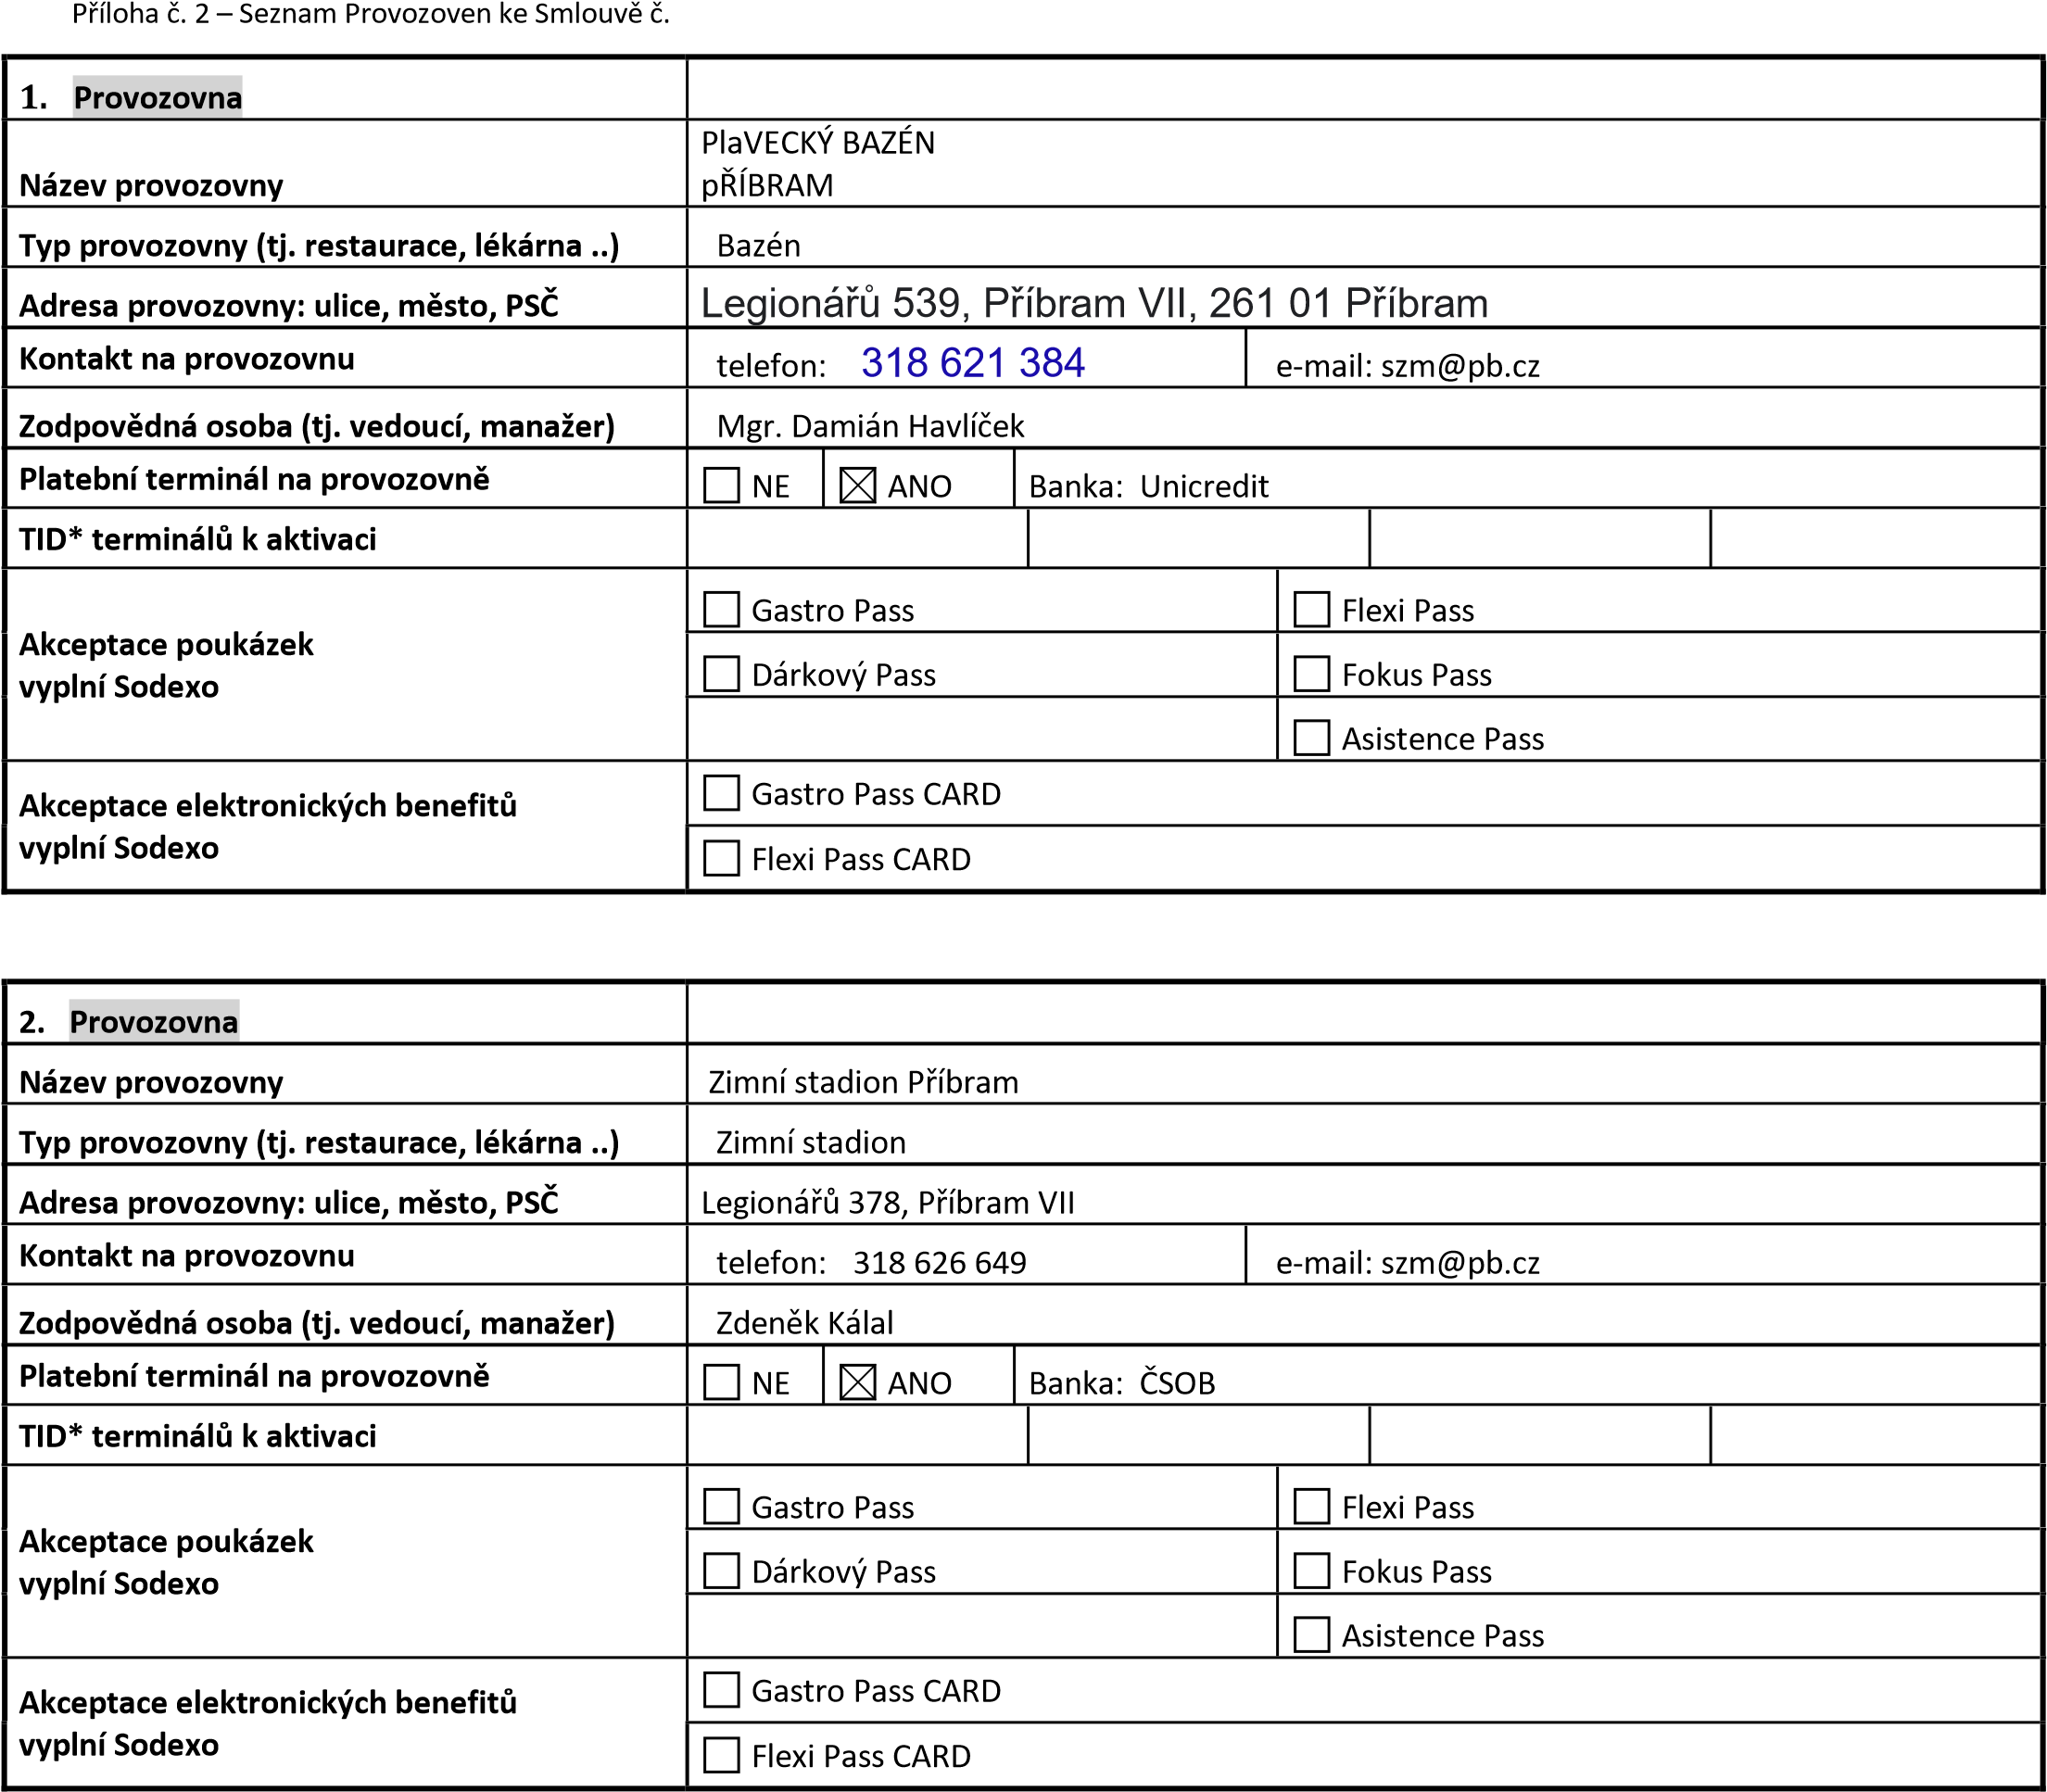 Příloha č. 2 – Seznam Provozoven ke Smlouvě č.
1. Provozovna
Název provozovny
PlaVECKÝ BAZÉN
pŘÍBRAM
Typ provozovny (tj. restaurace, lékárna ..) Bazén
Adresa provozovny: ulice, město, PSČ Legionářů 539, Příbram VII, 261 01 Příbram
Kontakt na provozovnu telefon: 318 621 384 e-mail: szm@pb.cz
Zodpovědná osoba (tj. vedoucí, manažer) Mgr. Damián Havlíček
Platební terminál na provozovně NE ANO Banka: Unicredit
TID* terminálů k aktivaci
Akceptace poukázek
vyplní Sodexo
Gastro Pass Flexi Pass
Dárkový Pass Fokus Pass
Asistence Pass
Akceptace elektronických benefitů
vyplní Sodexo
Gastro Pass CARD
Flexi Pass CARD
2. Provozovna
Název provozovny Zimní stadion Příbram
Typ provozovny (tj. restaurace, lékárna ..) Zimní stadion
Adresa provozovny: ulice, město, PSČ Legionářů 378, Příbram VII
Kontakt na provozovnu telefon: 318 626 649 e-mail: szm@pb.cz
Zodpovědná osoba (tj. vedoucí, manažer) Zdeněk Kálal
Platební terminál na provozovně NE ANO Banka: ČSOB
TID* terminálů k aktivaci
Akceptace poukázek
vyplní Sodexo
Gastro Pass Flexi Pass
Dárkový Pass Fokus Pass
Asistence Pass
Akceptace elektronických benefitů
vyplní Sodexo
Gastro Pass CARD
Flexi Pass CARD